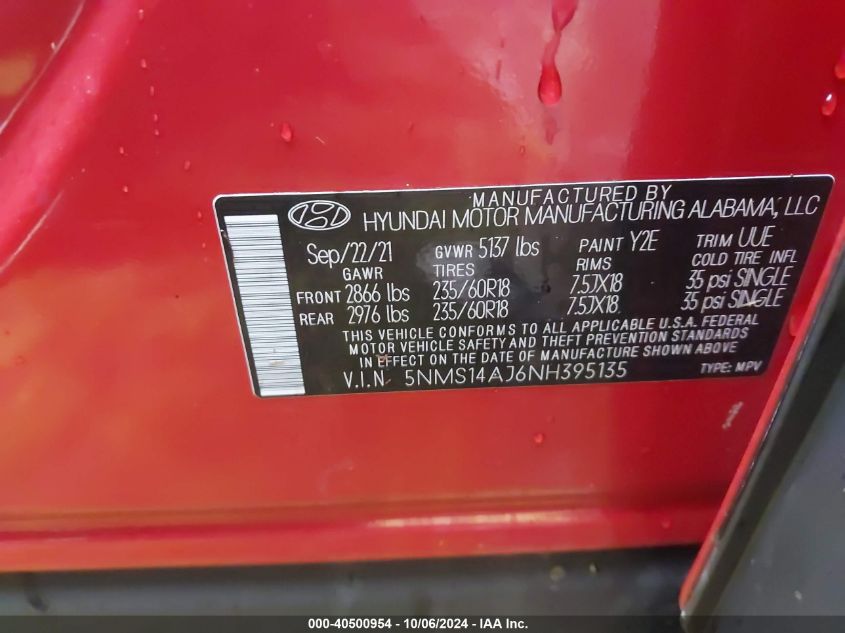 MANUFACTURED BY
HYUNDAI MOTOR MANUFACTURING ALABAMA, LLC
Sep/22/21 GVWR 5137 lbs PAINT Y2E TRIM UUE
GAWR TIRES RIMS COLD TIRE INFL
FRONT 2866 lbs 235/60R18 7.5JX18 35 psi SINGLE
REAR 2976 lbs 235/60R18 7.5JX18 35 psi SINGLE
THIS VEHICLE CONFORMS TO ALL APPLICABLE U.S.A. FEDERAL
MOTOR VEHICLE SAFETY AND THEFT PREVENTION STANDARDS
IN EFFECT ON THE DATE OF MANUFACTURE SHOWN ABOVE
V.I.N. 5NMS14AJ6NH395135 TYPE: MPV
000-40500954 - 10/06/2024 - IAA Inc.